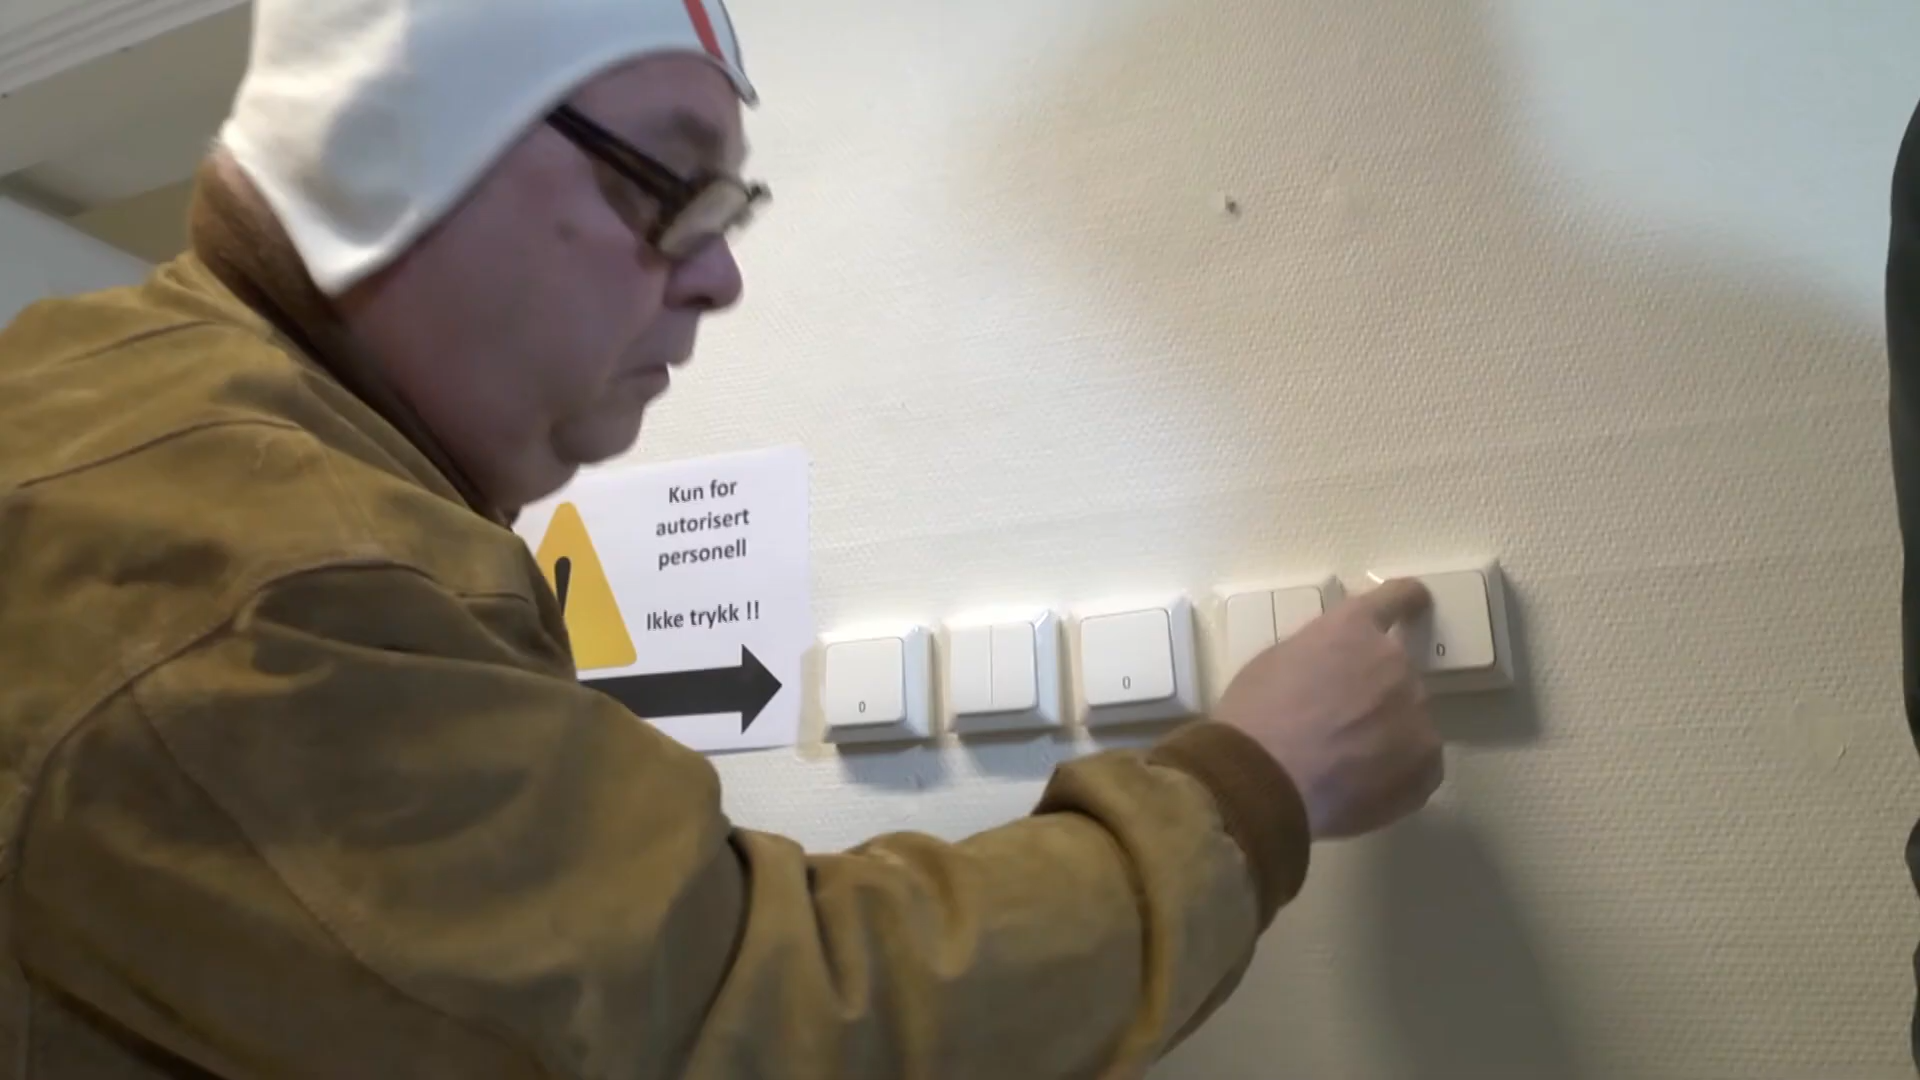 Kun for
autorisert
personell
Ikke trykk !!
0
0
0